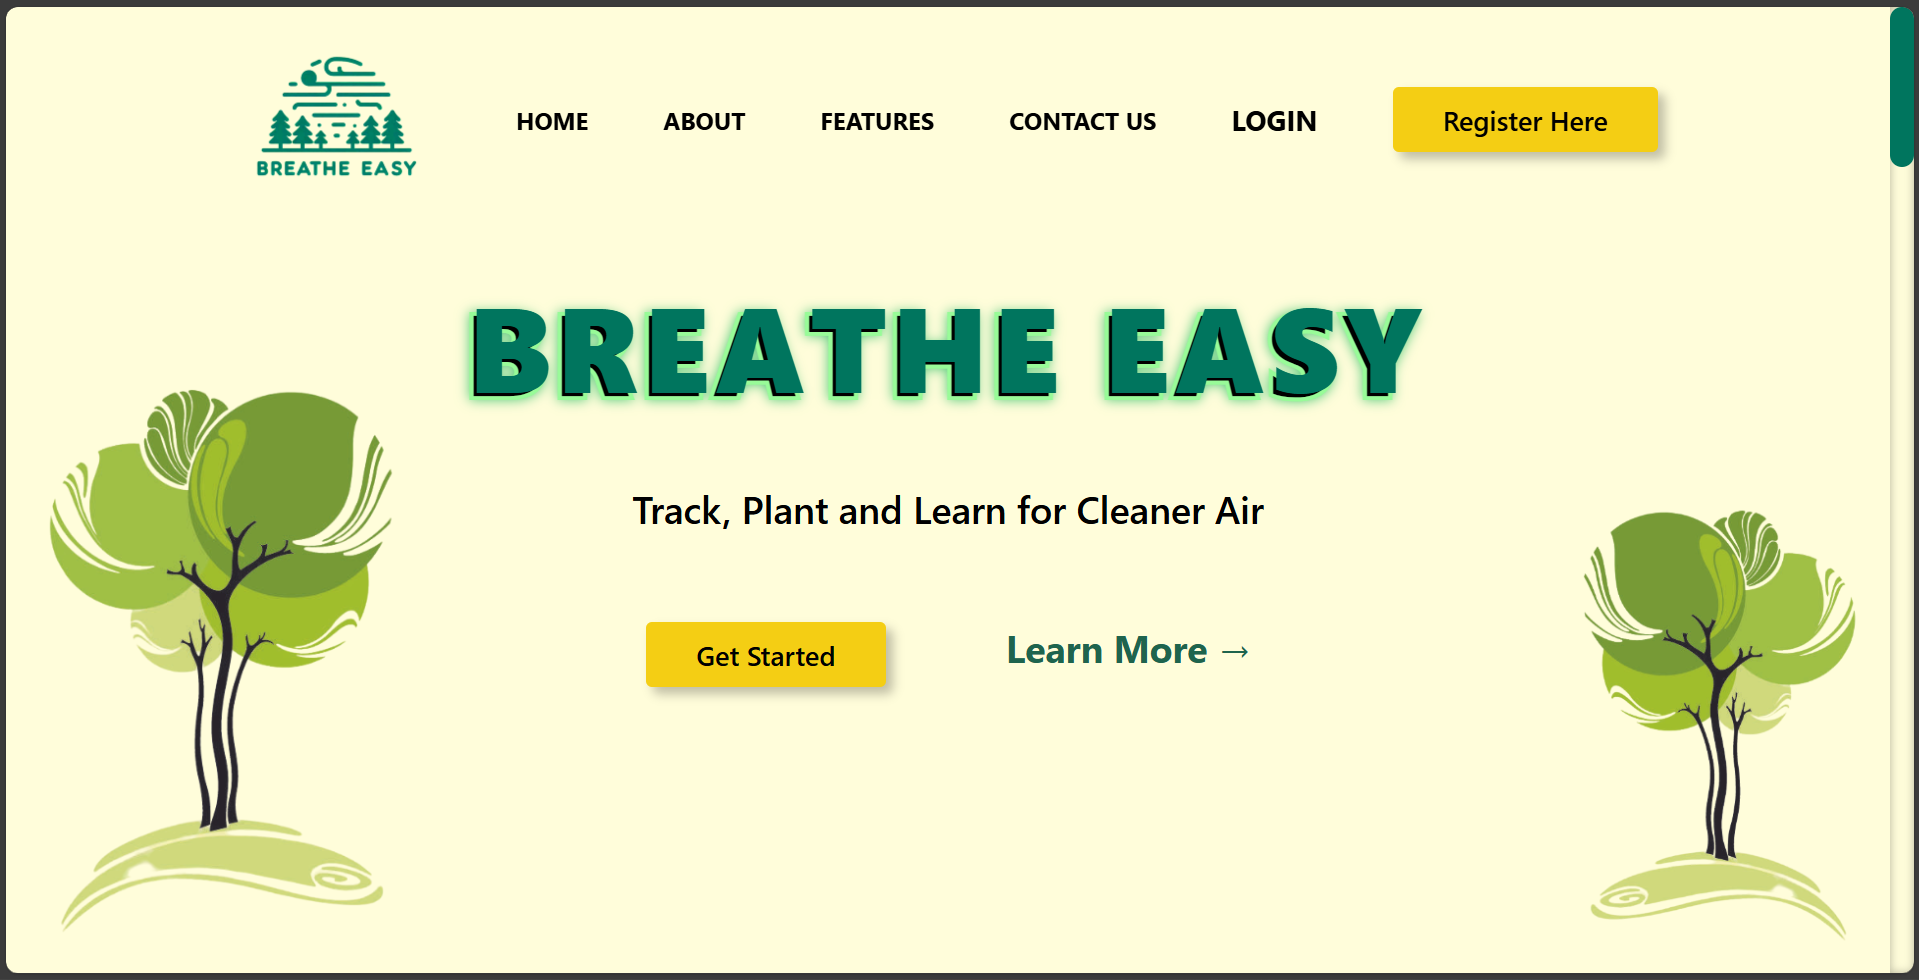 BREATHE EASY
HOME ABOUT FEATURES CONTACT US LOGIN Register Here
BREATHE EASY
Track, Plant and Learn for Cleaner Air
Get Started Learn More →